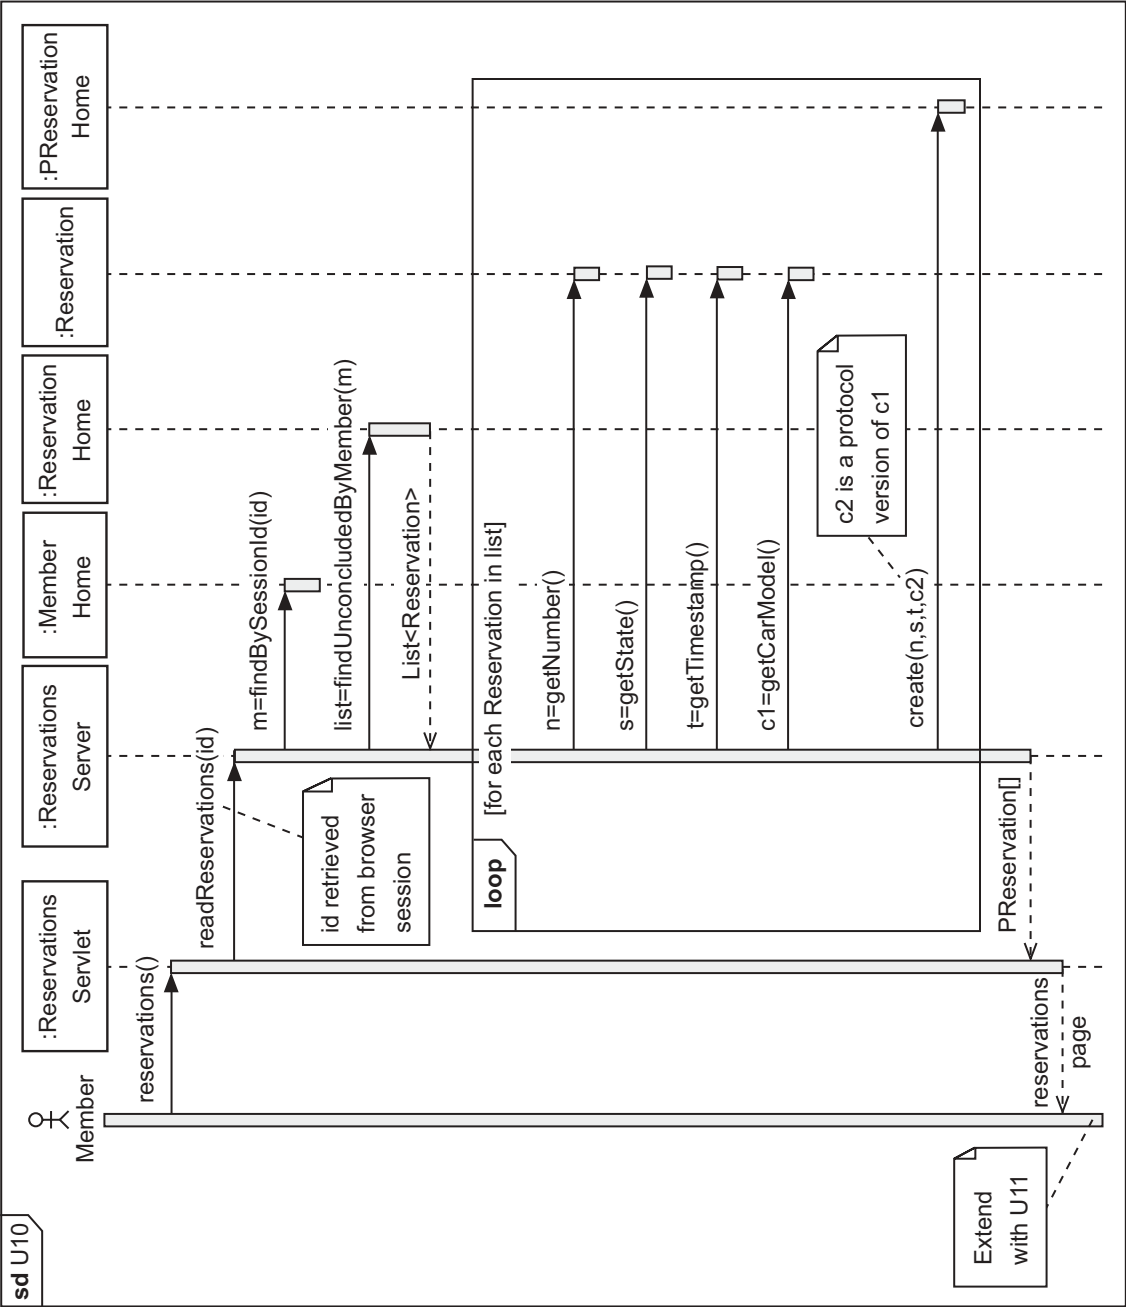 sd U10
Member
:Reservations
Servlet
:Reservations
Server
:Member
Home
:Reservation
Home
:Reservation
:PReservation
Home
reservations()
readReservations(id)
id retrieved
from browser
session
m=findBySessionId(id)
list=findUnconcludedByMember(m)
List<Reservation>
loop
[for each Reservation in list]
n=getNumber()
s=getState()
t=getTimestamp()
c1=getCarModel()
c2 is a protocol
version of c1
create(n,s,t,c2)
PReservation[]
reservations
page
Extend
with U11